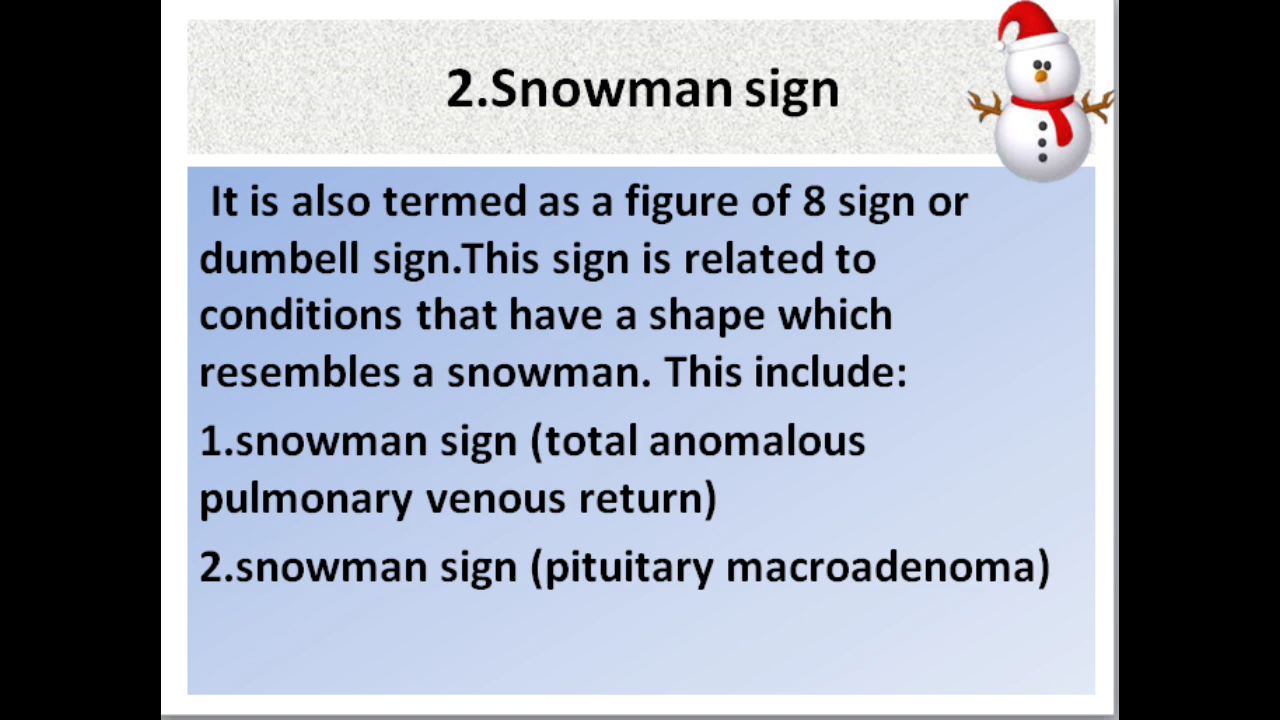 2.Snowman sign
It is also termed as a figure of 8 sign or
dumbell sign.This sign is related to
conditions that have a shape which
resembles a snowman. This include:
1.snowman sign (total anomalous
pulmonary venous return)
2.snowman sign (pituitary macroadenoma)